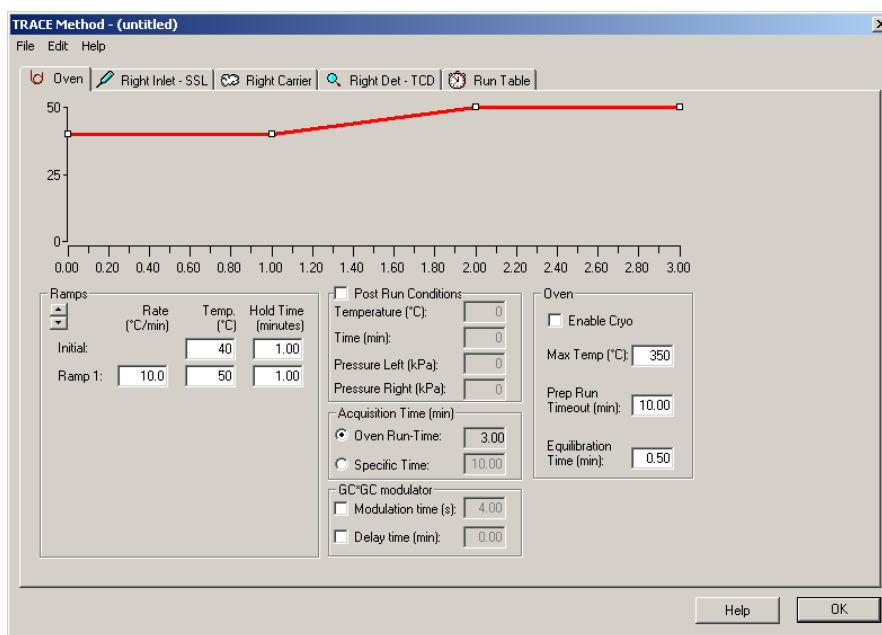 TRACE Method - (untitled)
File Edit Help
Oven Right Inlet - SSL Right Carrier Right Det - TCD Run Table
50
25
0
0.00 0.20 0.40 0.60 0.80 1.00 1.20 1.40 1.60 1.80 2.00 2.20 2.40 2.60 2.80 3.00
Ramps
Rate (°C/min) Temp. (°C) Hold Time (minutes)
Initial: 40 1.00
Ramp 1: 10.0 50 1.00
Post Run Conditions
Temperature (°C): 0
Time (min): 0
Pressure Left (kPa): 0
Pressure Right (kPa): 0
Acquisition Time (min)
Oven Run-Time: 3.00
Specific Time: 10.00
GC*GC modulator
Modulation time (s): 4.00
Delay time (min): 0.00
Oven
Enable Cryo
Max Temp (°C): 350
Prep Run
Timeout (min): 10.00
Equilibration
Time (min): 0.50
Help OK